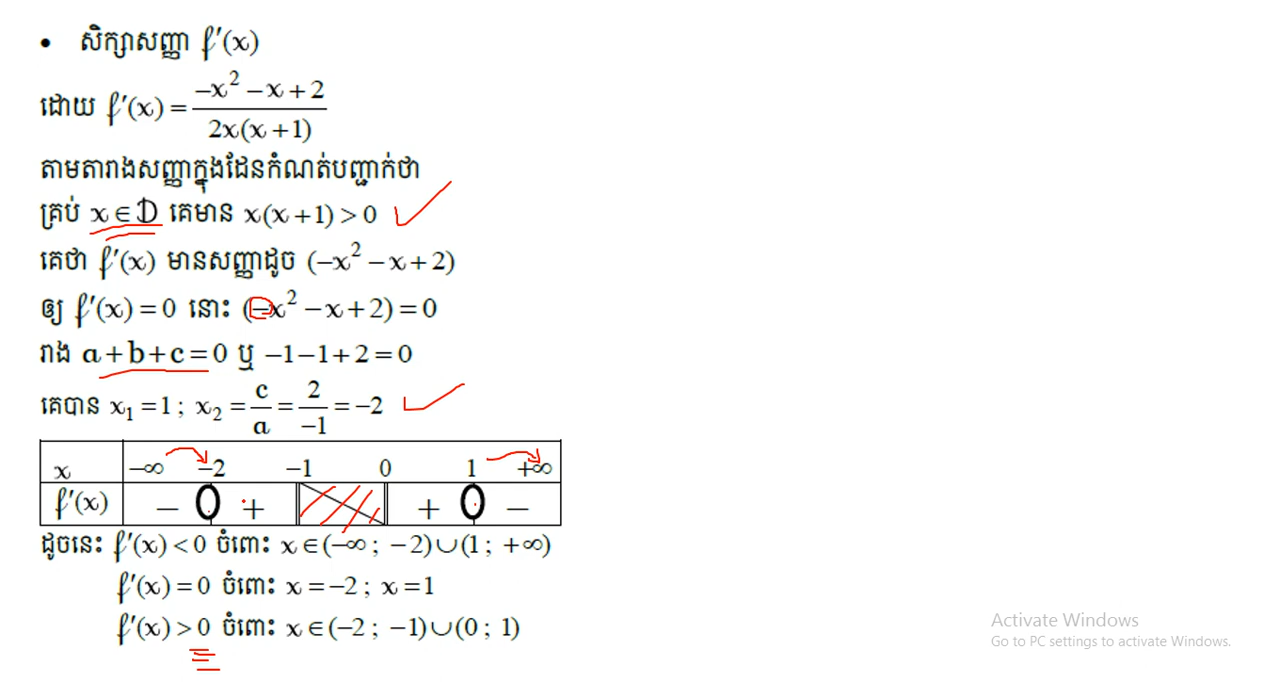 • សិក្សាសញ្ញា f′(x)
ដោយ f′(x) = (−x² − x + 2) / (2x(x + 1))
តាមតារាងសញ្ញាក្នុងដែនកំណត់បញ្ជាក់ថា
គ្រប់ x ∈ D គេមាន x(x + 1) > 0
គេថា f′(x) មានសញ្ញាដូច (−x² − x + 2)
ឲ្យ f′(x) = 0 នោះ (−x² − x + 2) = 0
រាង a + b + c = 0 ឬ −1 − 1 + 2 = 0
គេបាន x₁ = 1 ; x₂ = c/a = 2/−1 = −2
x −∞ −2 −1 0 1 +∞
f′(x) − 0 + + 0 −
ដូចនេះ f′(x) < 0 ចំពោះ x ∈ (−∞ ; −2) ∪ (1 ; +∞)
f′(x) = 0 ចំពោះ x = −2 ; x = 1
f′(x) > 0 ចំពោះ x ∈ (−2 ; −1) ∪ (0 ; 1)
Activate Windows
Go to PC settings to activate Windows.